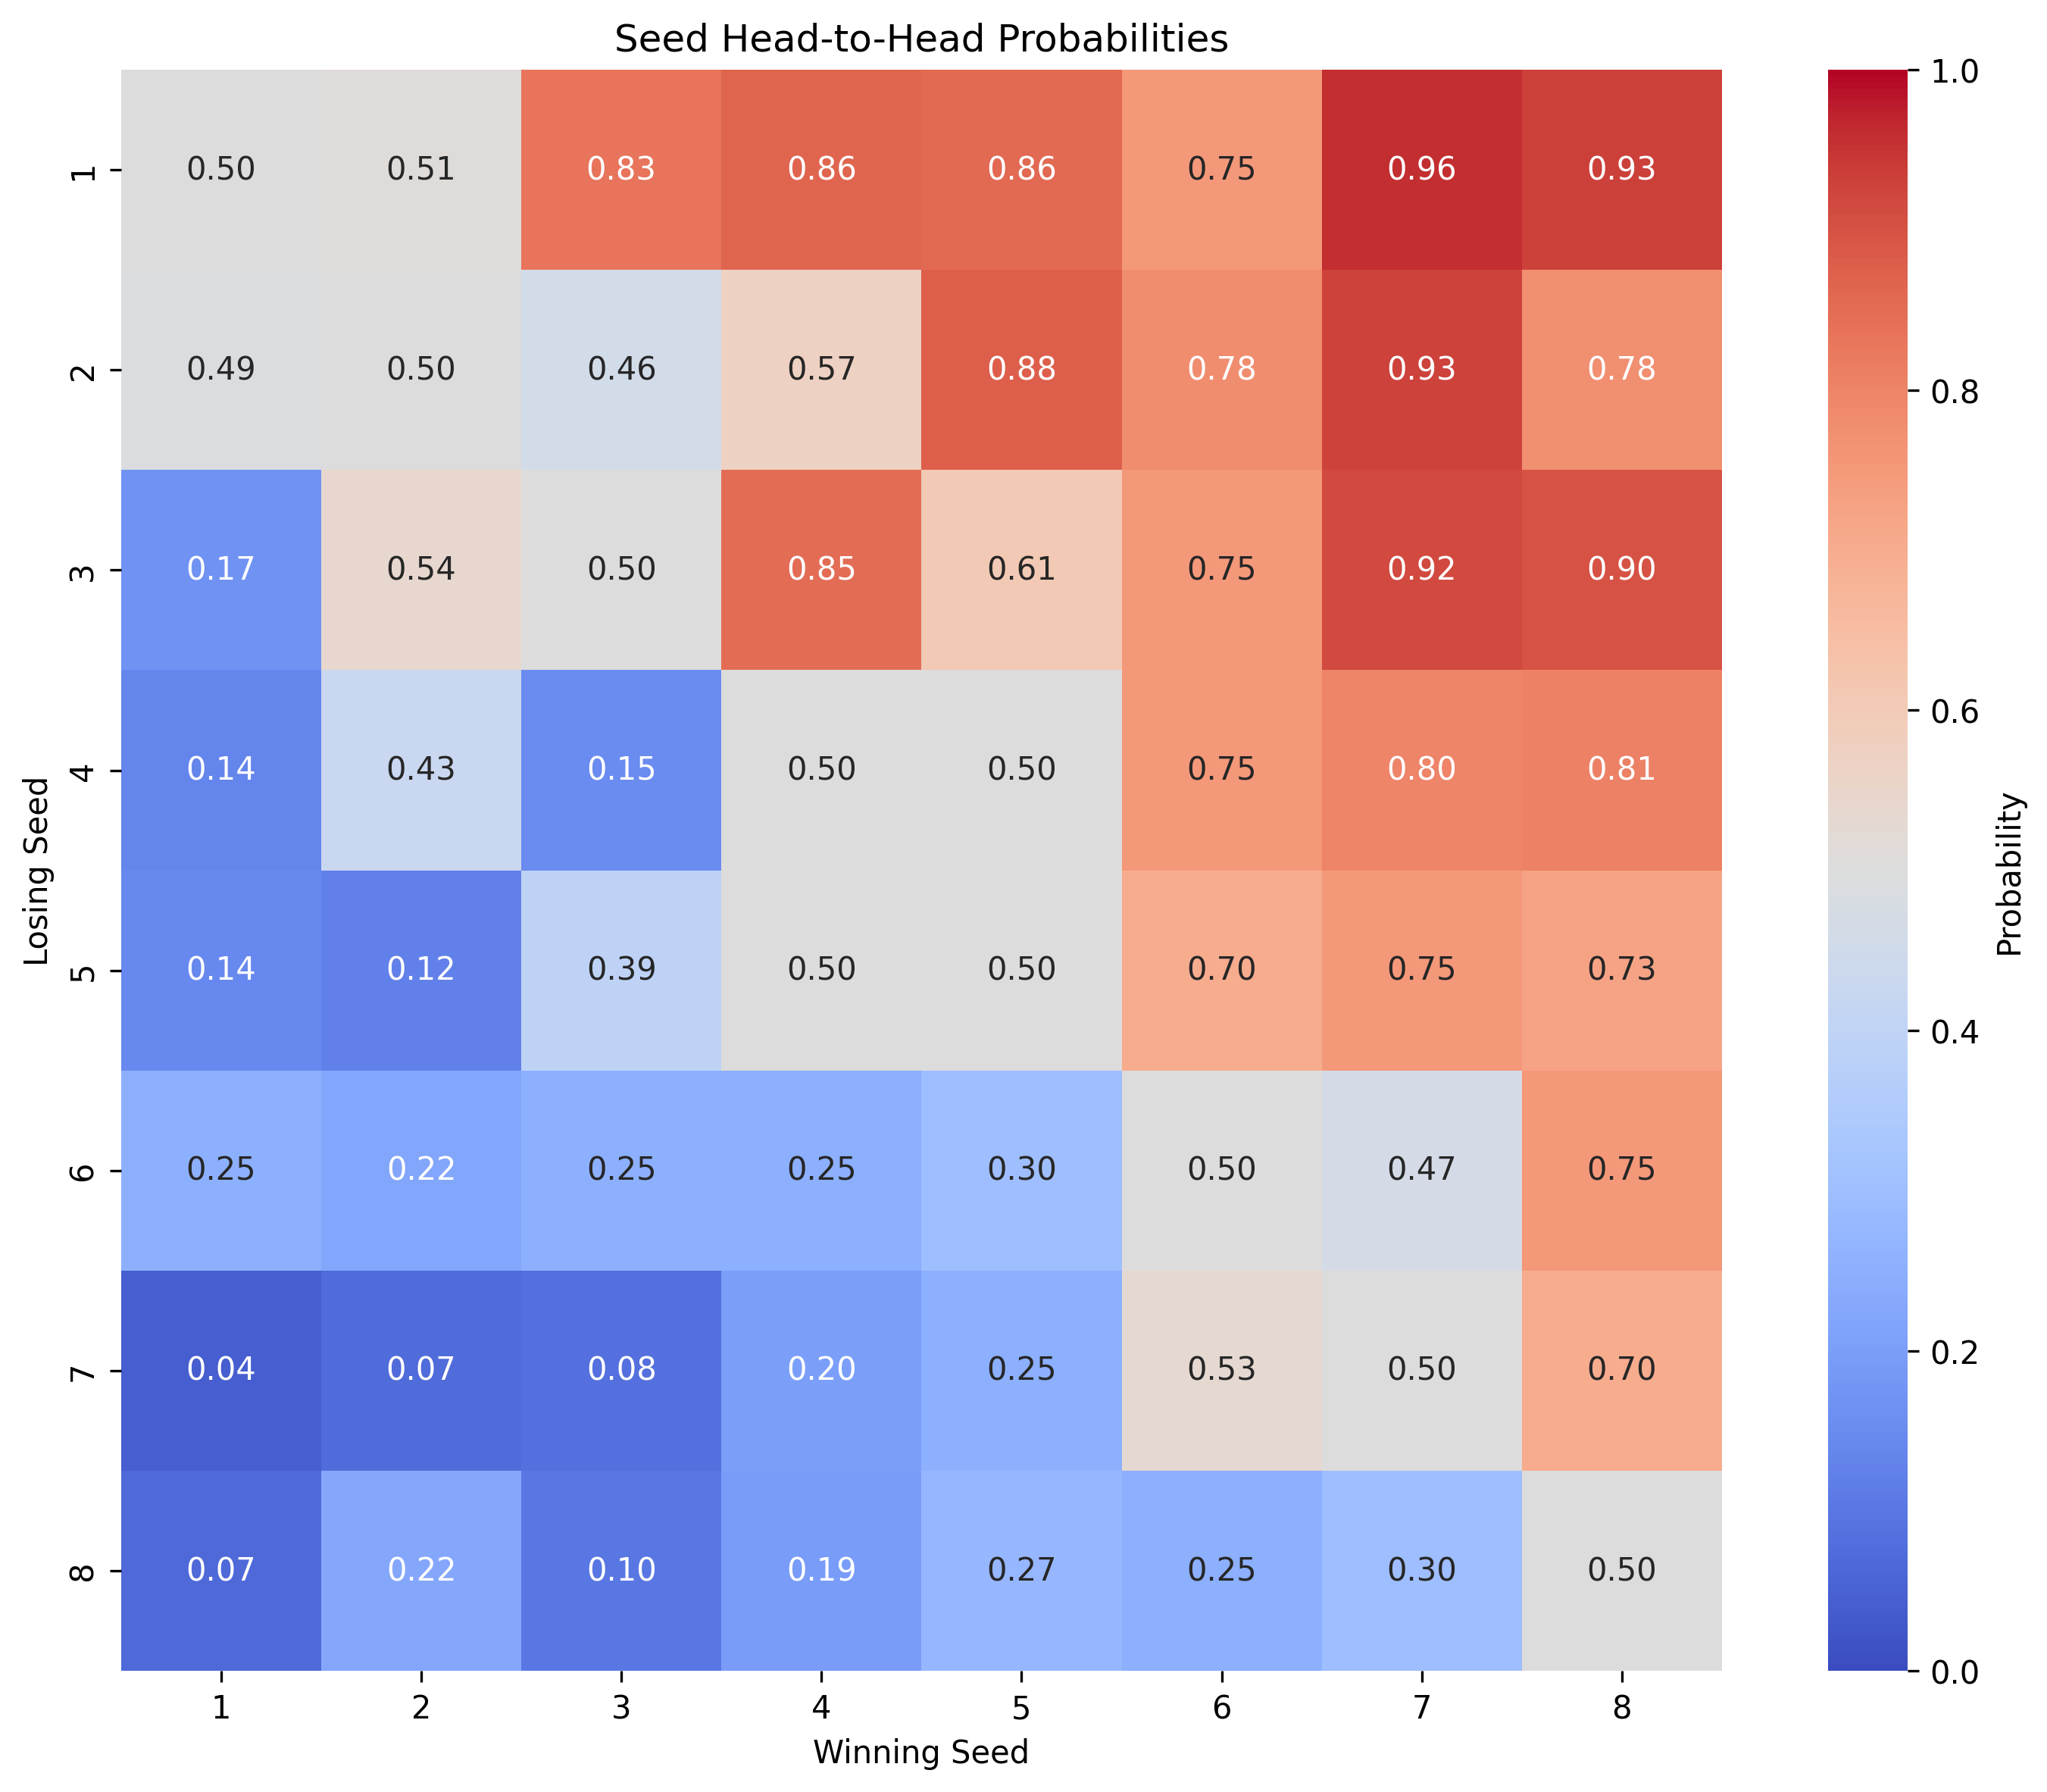 Seed Head-to-Head Probabilities
1 0.50 0.51 0.83 0.86 0.86 0.75 0.96 0.93
2 0.49 0.50 0.46 0.57 0.88 0.78 0.93 0.78
3 0.17 0.54 0.50 0.85 0.61 0.75 0.92 0.90
4 0.14 0.43 0.15 0.50 0.50 0.75 0.80 0.81
5 0.14 0.12 0.39 0.50 0.50 0.70 0.75 0.73
6 0.25 0.22 0.25 0.25 0.30 0.50 0.47 0.75
7 0.04 0.07 0.08 0.20 0.25 0.53 0.50 0.70
8 0.07 0.22 0.10 0.19 0.27 0.25 0.30 0.50
1 2 3 4 5 6 7 8
Winning Seed
Losing Seed
1.0
0.8
0.6
0.4
0.2
0.0
Probability